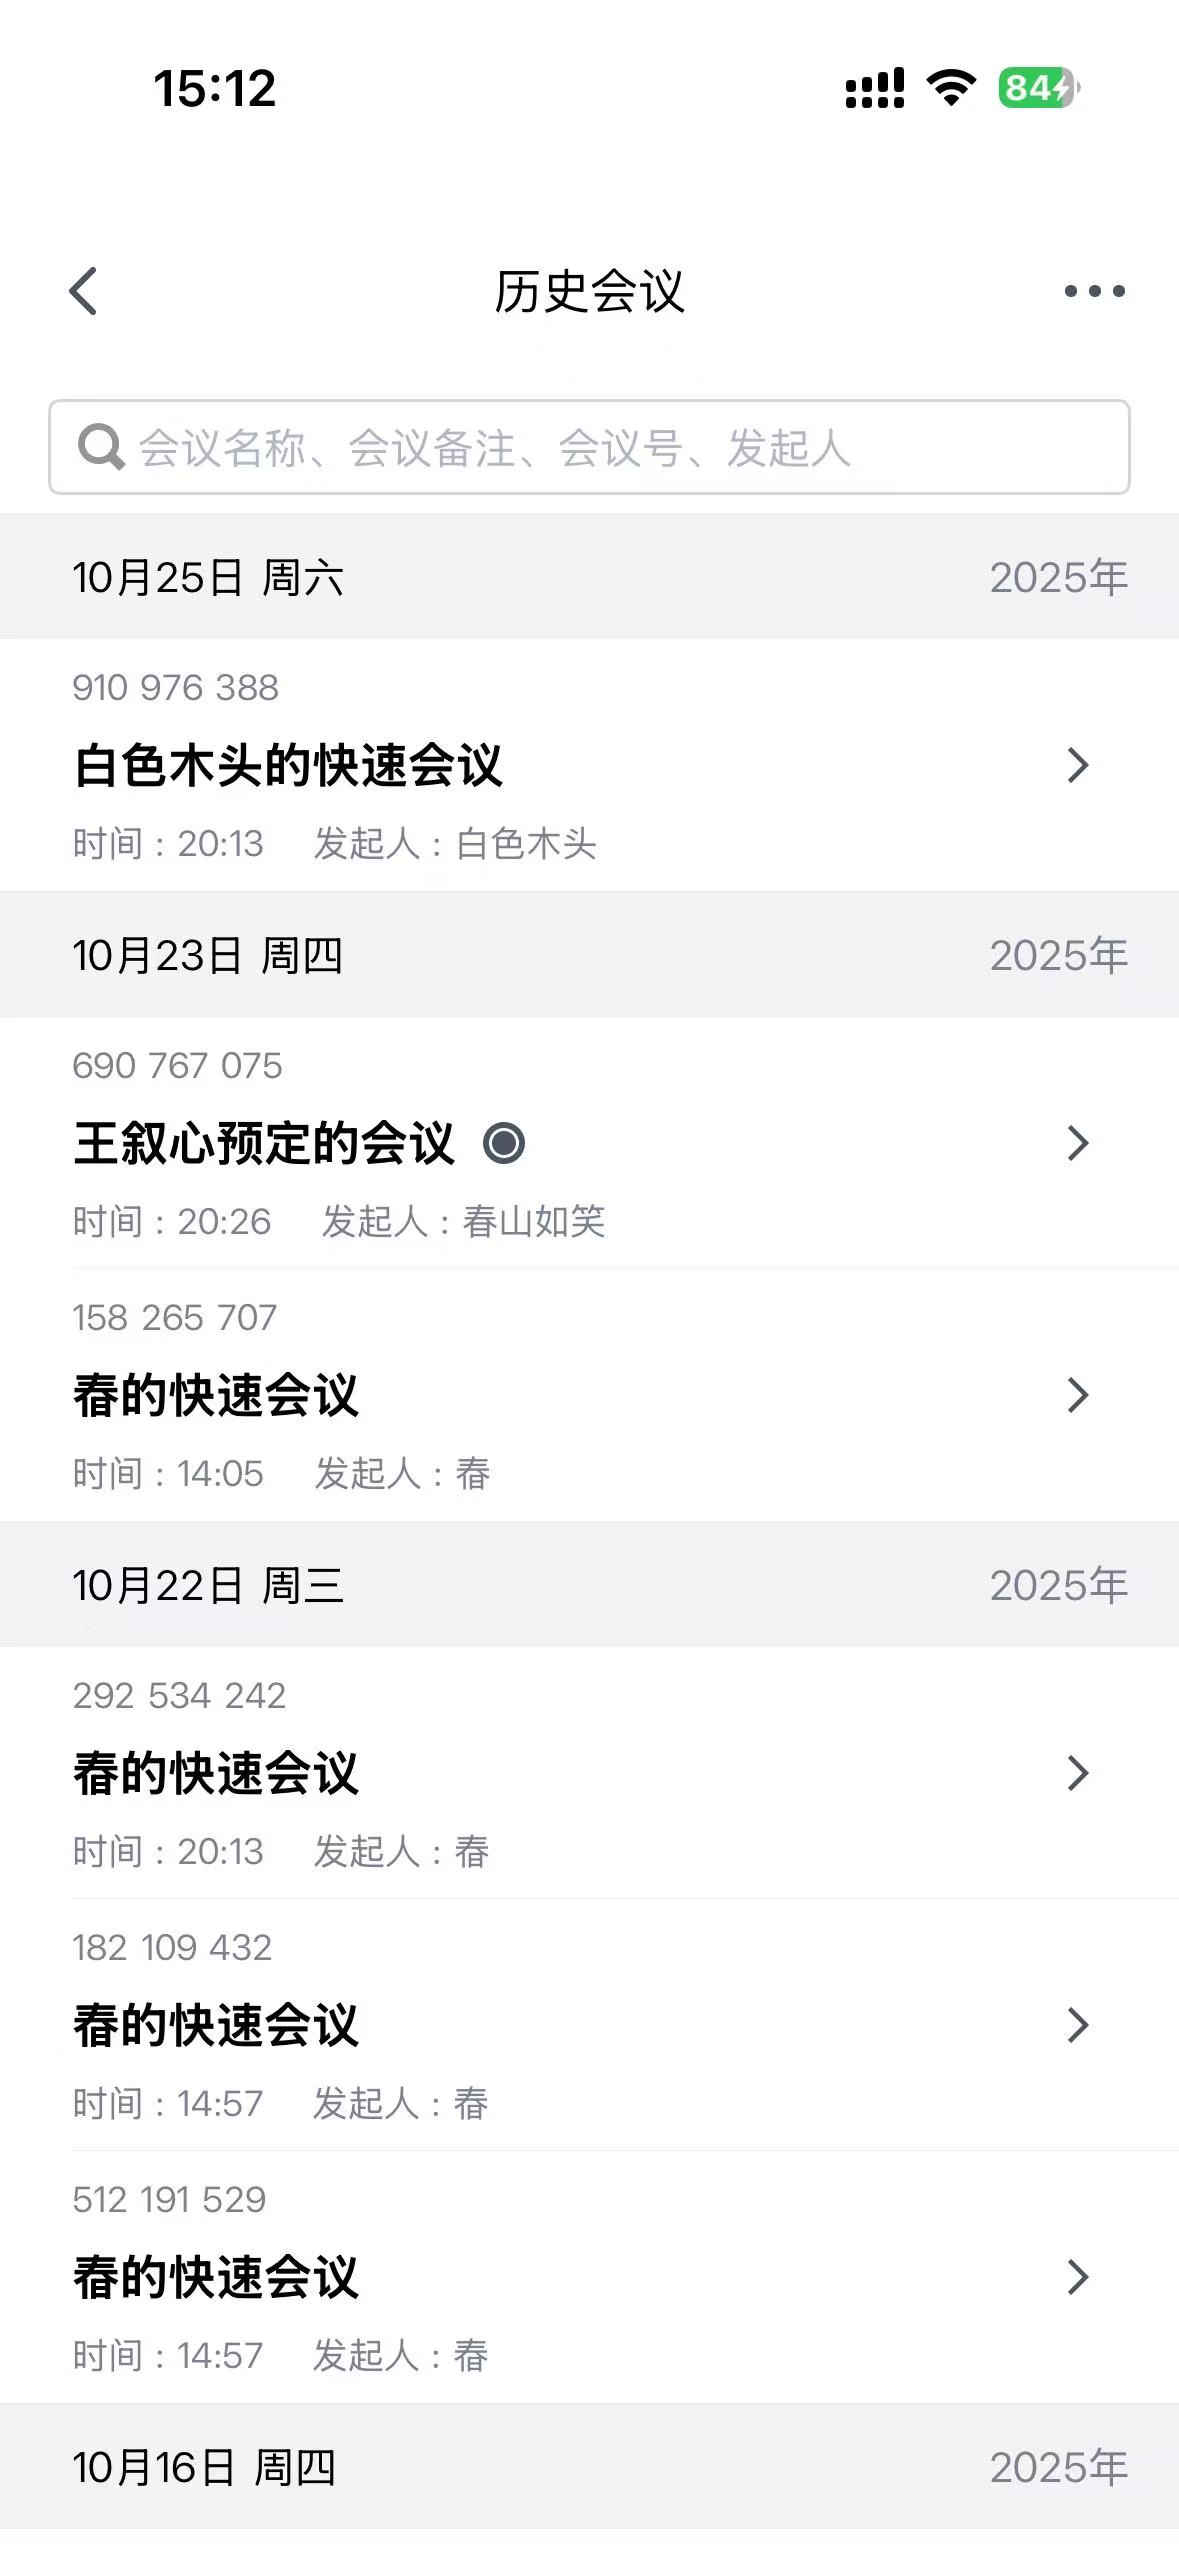 15:12
84
历史会议
会议名称、会议备注、会议号、发起人
10月25日 周六 2025年
910 976 388
白色木头的快速会议
时间：20:13 发起人：白色木头
10月23日 周四 2025年
690 767 075
王叙心预定的会议
时间：20:26 发起人：春山如笑
158 265 707
春的快速会议
时间：14:05 发起人：春
10月22日 周三 2025年
292 534 242
春的快速会议
时间：20:13 发起人：春
182 109 432
春的快速会议
时间：14:57 发起人：春
512 191 529
春的快速会议
时间：14:57 发起人：春
10月16日 周四 2025年